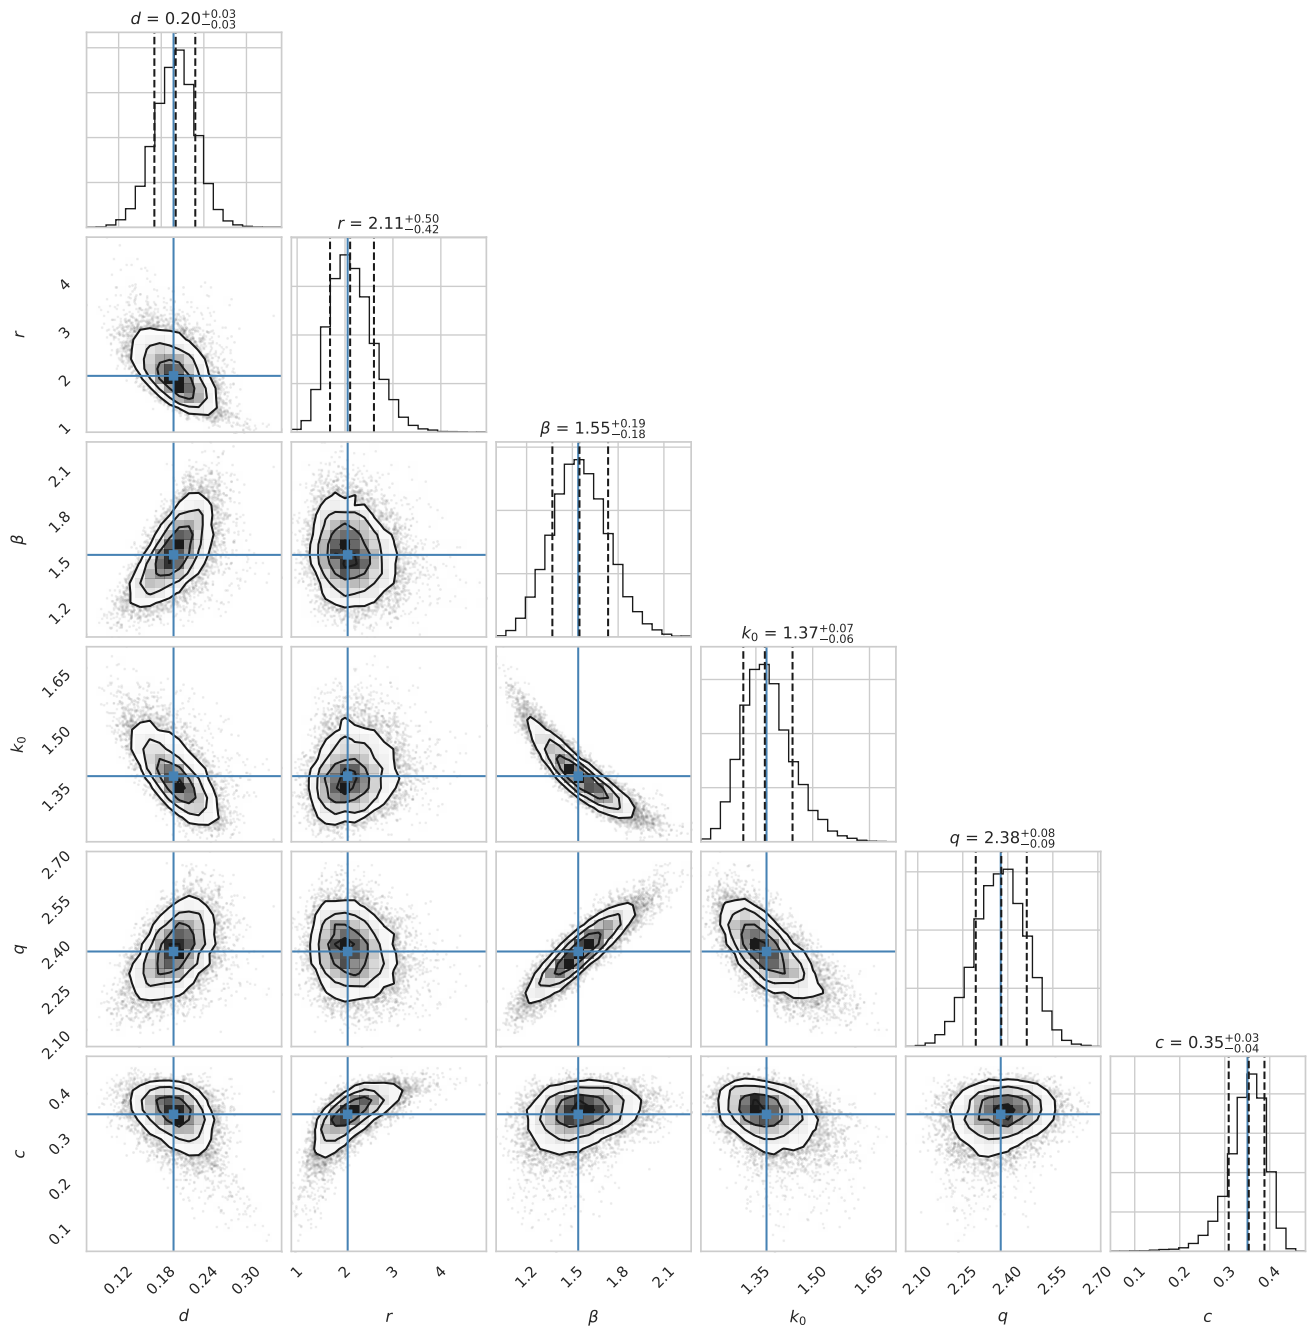 d = 0.20+0.03−0.03
r = 2.11+0.50−0.42
4
3
2
1
r
β = 1.55+0.19−0.18
2.1
1.8
1.5
1.2
β
k0 = 1.37+0.07−0.06
1.65
1.50
1.35
k0
q = 2.38+0.08−0.09
2.70
2.55
2.40
2.25
2.10
q
c = 0.35+0.03−0.04
0.4
0.3
0.2
0.1
c
0.12 0.18 0.24 0.30 1 2 3 4 1.2 1.5 1.8 2.1 1.35 1.50 1.65 2.10 2.25 2.40 2.55 2.70 0.1 0.2 0.3 0.4
d r β k0 q c